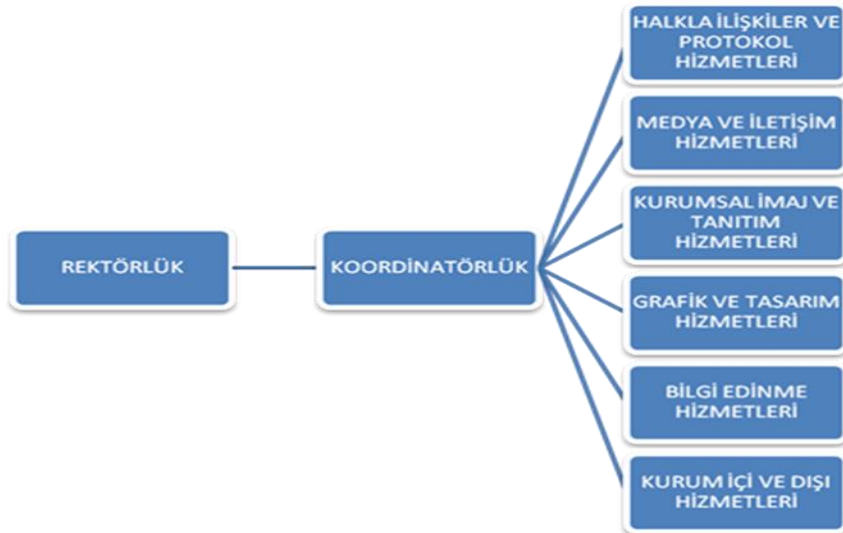 REKTÖRLÜK
KOORDİNATÖRLÜK
HALKLA İLİŞKİLER VE
PROTOKOL
HİZMETLERİ
MEDYA VE İLETİŞİM
HİZMETLERİ
KURUMSAL İMAJ VE
TANITIM
HİZMETLERİ
GRAFİK VE TASARIM
HİZMETLERİ
BİLGİ EDİNME
HİZMETLERİ
KURUM İÇİ VE DIŞI
HİZMETLERİ